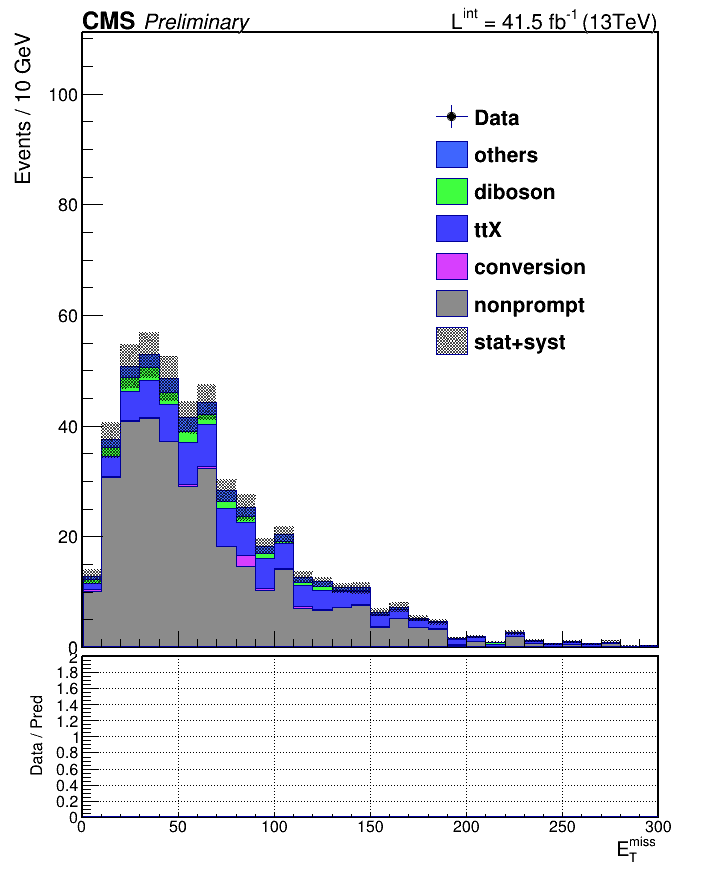 CMS Preliminary
L^int = 41.5 fb^-1 (13TeV)
Events / 10 GeV
100
80
60
40
20
0
Data
others
diboson
ttX
conversion
nonprompt
stat+syst
Data / Pred
2
1.8
1.6
1.4
1.2
1
0.8
0.6
0.4
0.2
0
0 50 100 150 200 250 300
E_T^miss